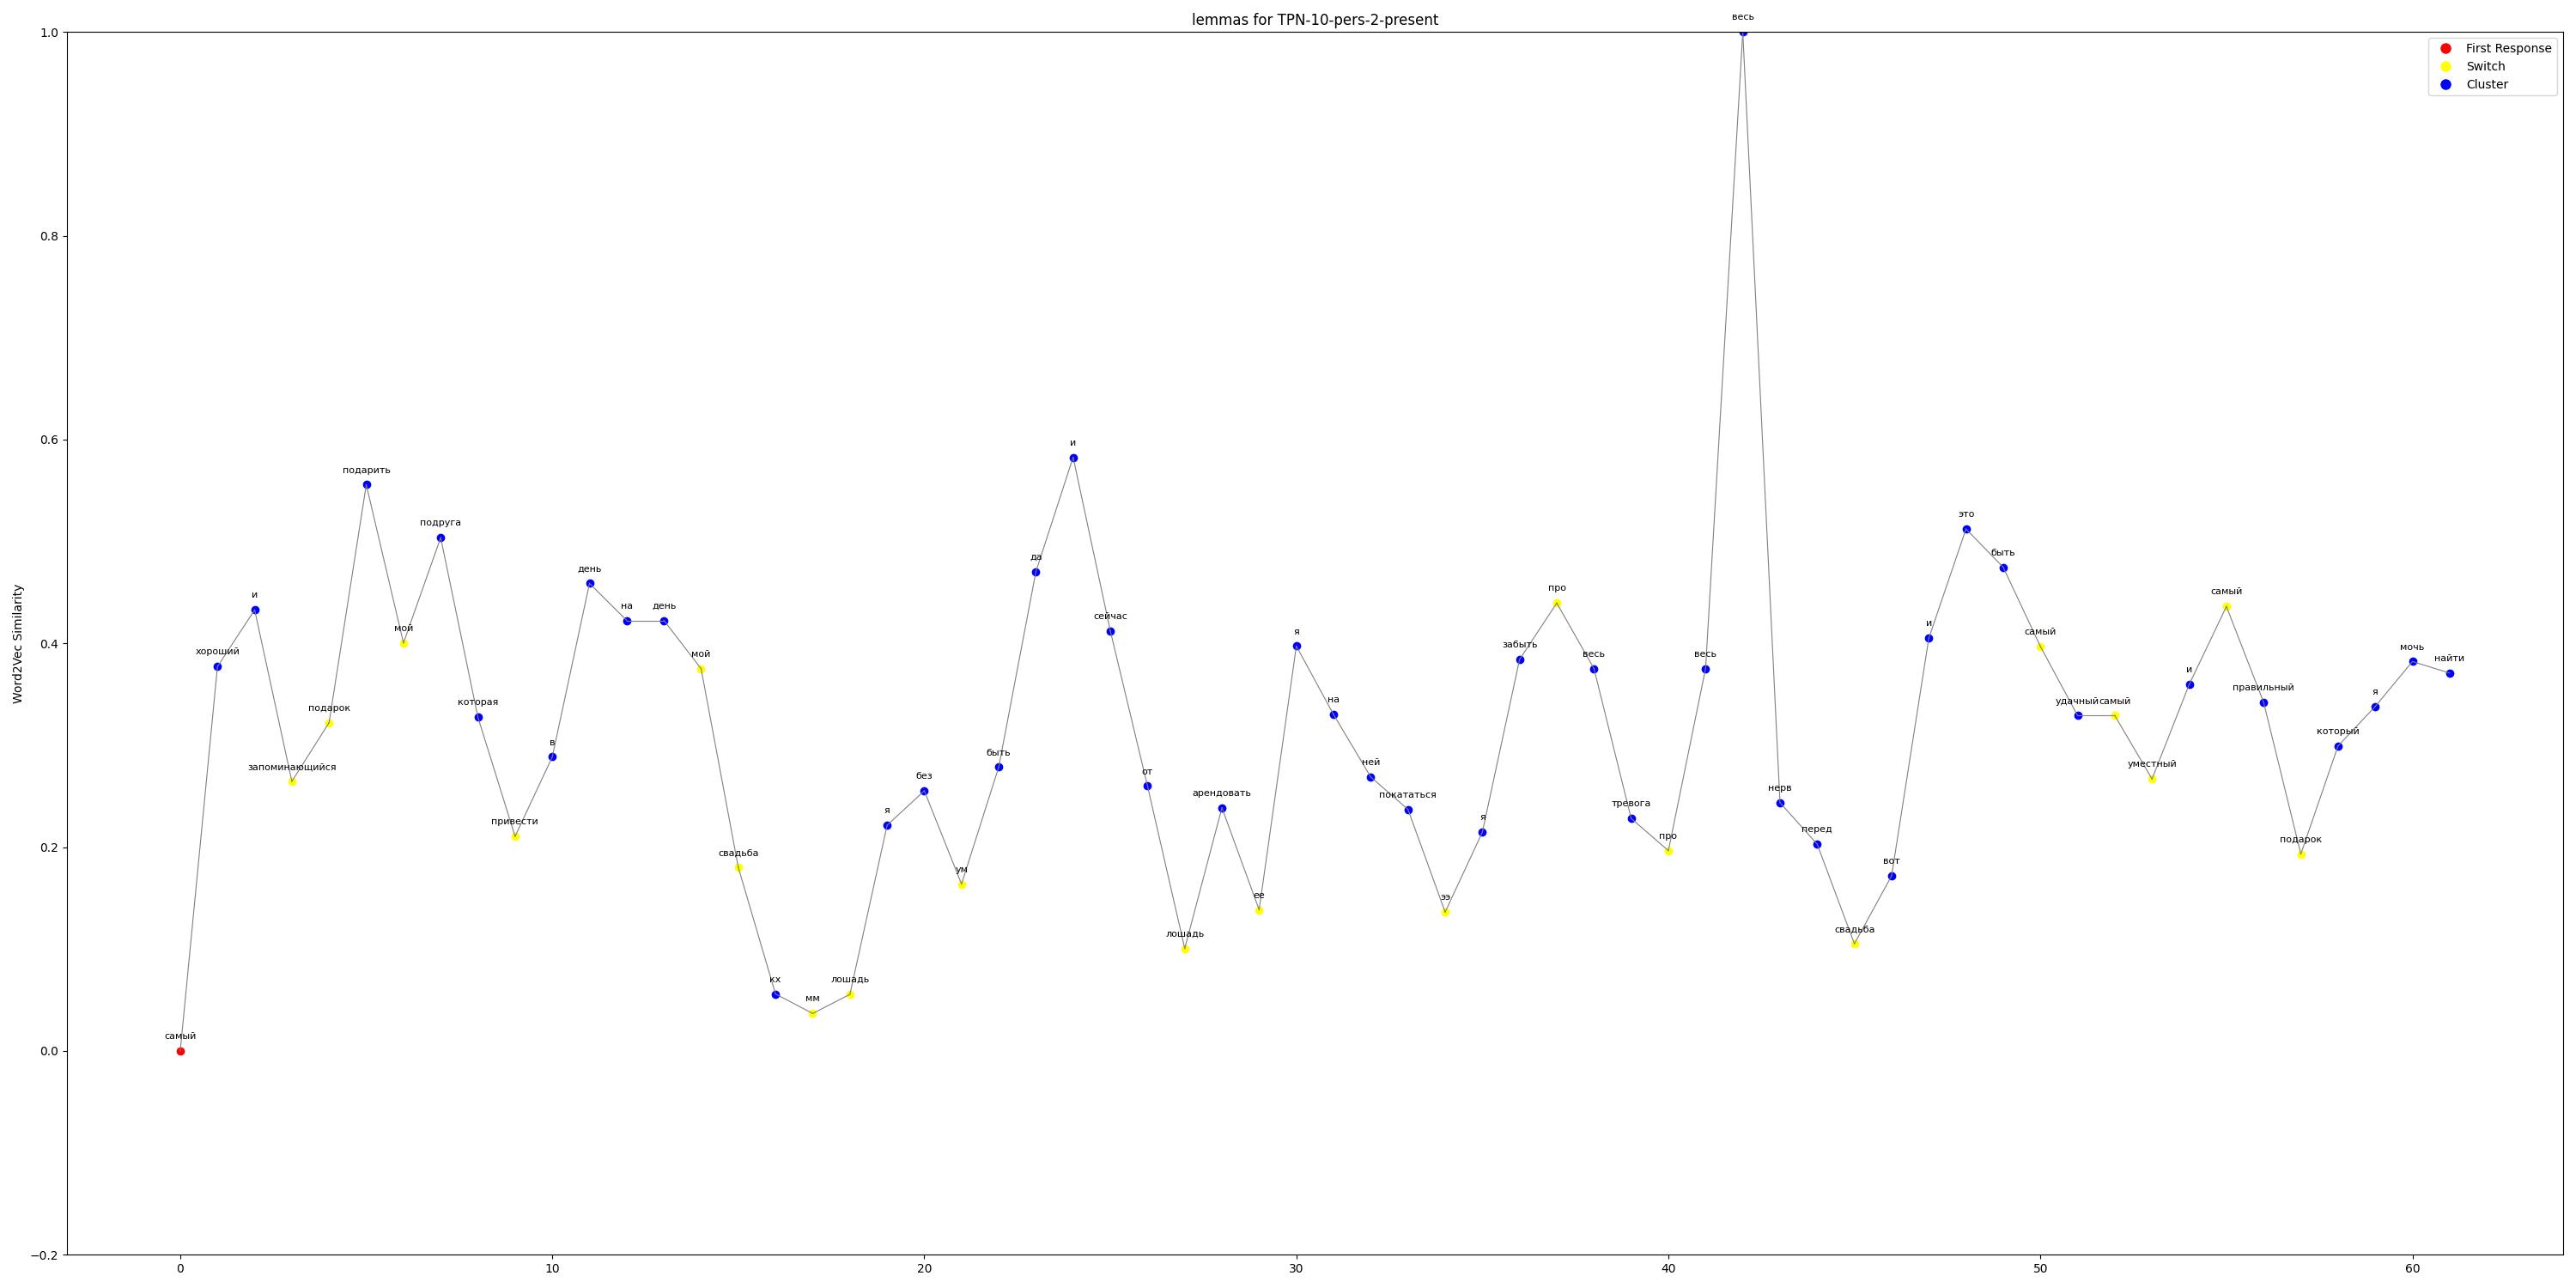 lemmas for TPN-10-pers-2-present
First Response
Switch
Cluster
Word2Vec Similarity
1.0
0.8
0.6
0.4
0.2
0.0
−0.2
0
10
20
30
40
50
60
самый
хороший
и
запоминающийся
подарок
подарить
мой
подруга
которая
привести
в
день
на
день
мой
свадьба
кх
мм
лошадь
я
без
ум
быть
да
и
сейчас
от
лошадь
арендовать
ее
я
на
ней
покататься
ээ
я
забыть
про
весь
тревога
про
весь
весь
нерв
перед
свадьба
вот
и
это
быть
самый
удачный
самый
уместный
и
самый
правильный
подарок
который
я
мочь
найти